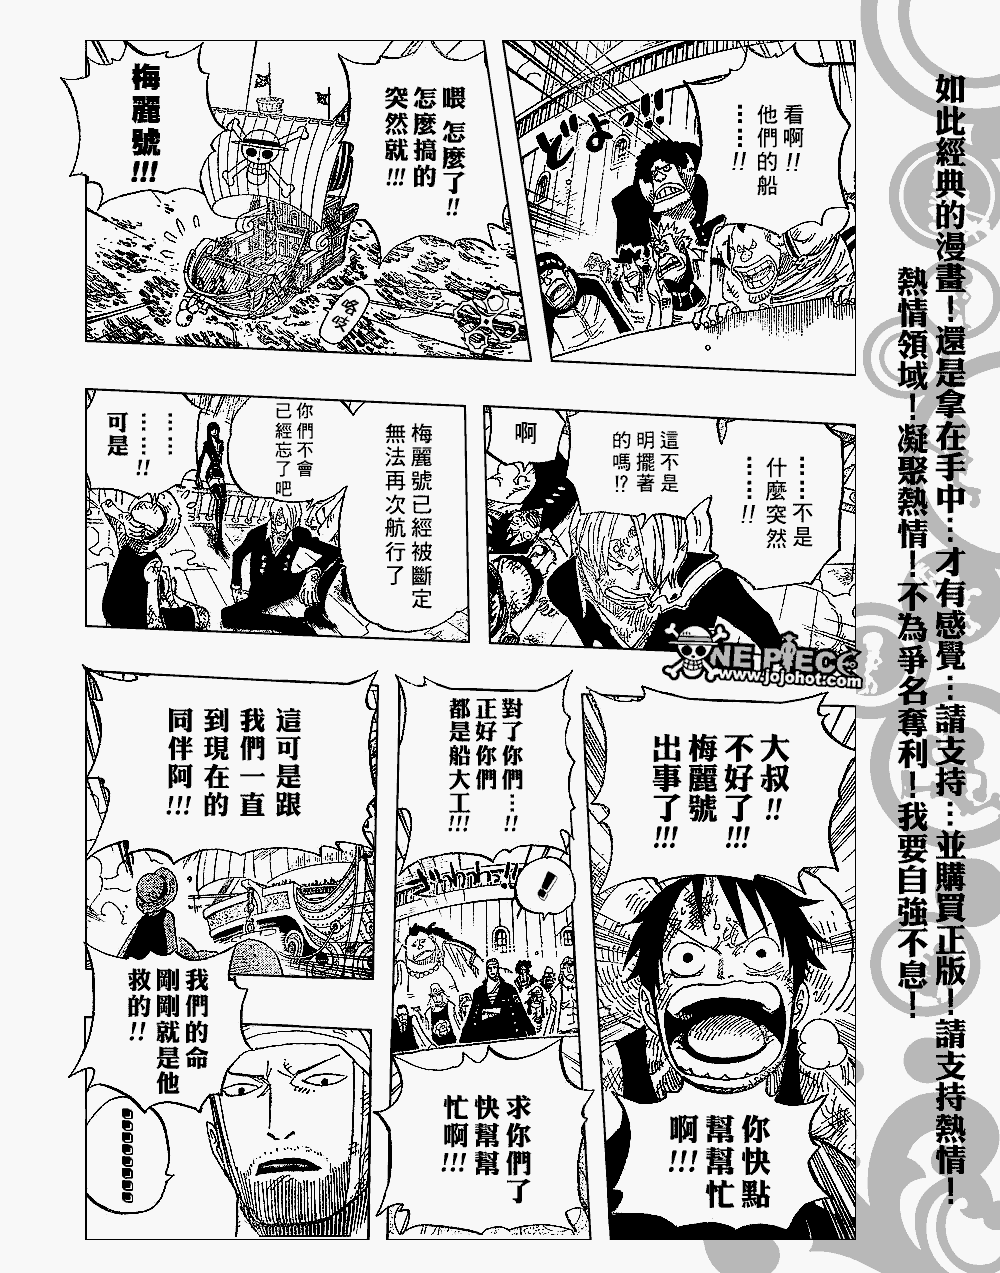 看啊!!
他們的船
……!!
どよっ!!
喂 怎麼了!!
怎麼搞的
突然就!!!
梅麗號!!!
咯吱
……不是
什麼突然
……!!
這不是
明擺著
的嗎!?
啊
梅麗號已經被斷定
無法再次航行了
你們不會
已經忘了吧
……
……!!
可是
大叔!!
不好了!!!
梅麗號
出事了!!!
你快點
幫幫忙
啊!!!
對了你們…!!
正好你們
都是船大工!!!
!
求你們了
快幫幫
忙啊!!!
這可是跟
我們一直
到現在的
同伴阿!!!
我們的命
剛剛就是他
救的!!
ONE PIECE
www.jojohot.com
如此經典的漫畫!還是拿在手中…才有感覺…請支持…並購買正版!請支持熱情!
熱情領域!凝聚熱情!不為爭名奪利!我要自強不息!